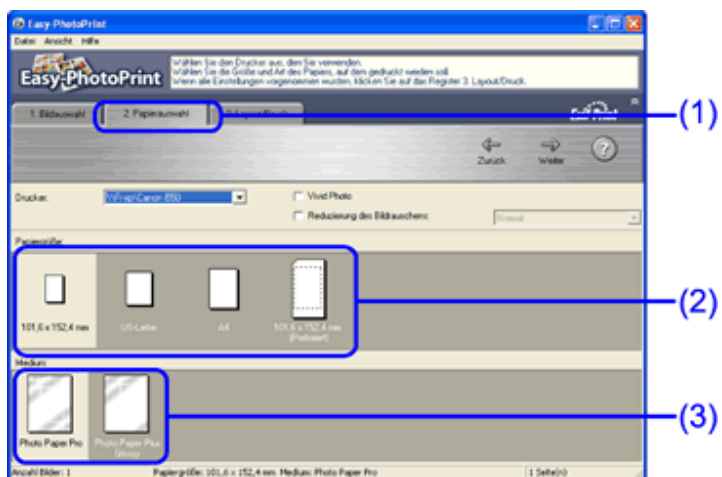 Easy-PhotoPrint
Datei Ansicht Hilfe
Easy-PhotoPrint
Wählen Sie den Drucker aus, den Sie verwenden.
Wählen Sie die Größe und Art des Papiers, auf dem gedruckt werden soll.
Wenn alle Einstellungen vorgenommen wurden, klicken Sie auf das Register 3. Layout/Druck.
1. Bildauswahl
2. Papierauswahl
(1)
Zurück
Weiter
Drucker:
Vivid Photo
Reduzierung des Bildrauschens:
Normal
Papiergröße:
101,6 x 152,4 mm
US-Letter
A4
101,6 x 152,4 mm
(Perforiert)
(2)
Medium:
Photo Paper Pro
Photo Paper Plus
Glossy
(3)
Anzahl Bilder: 1
Papiergröße: 101,6 x 152,4 mm Medium: Photo Paper Pro
1 Seite(n)